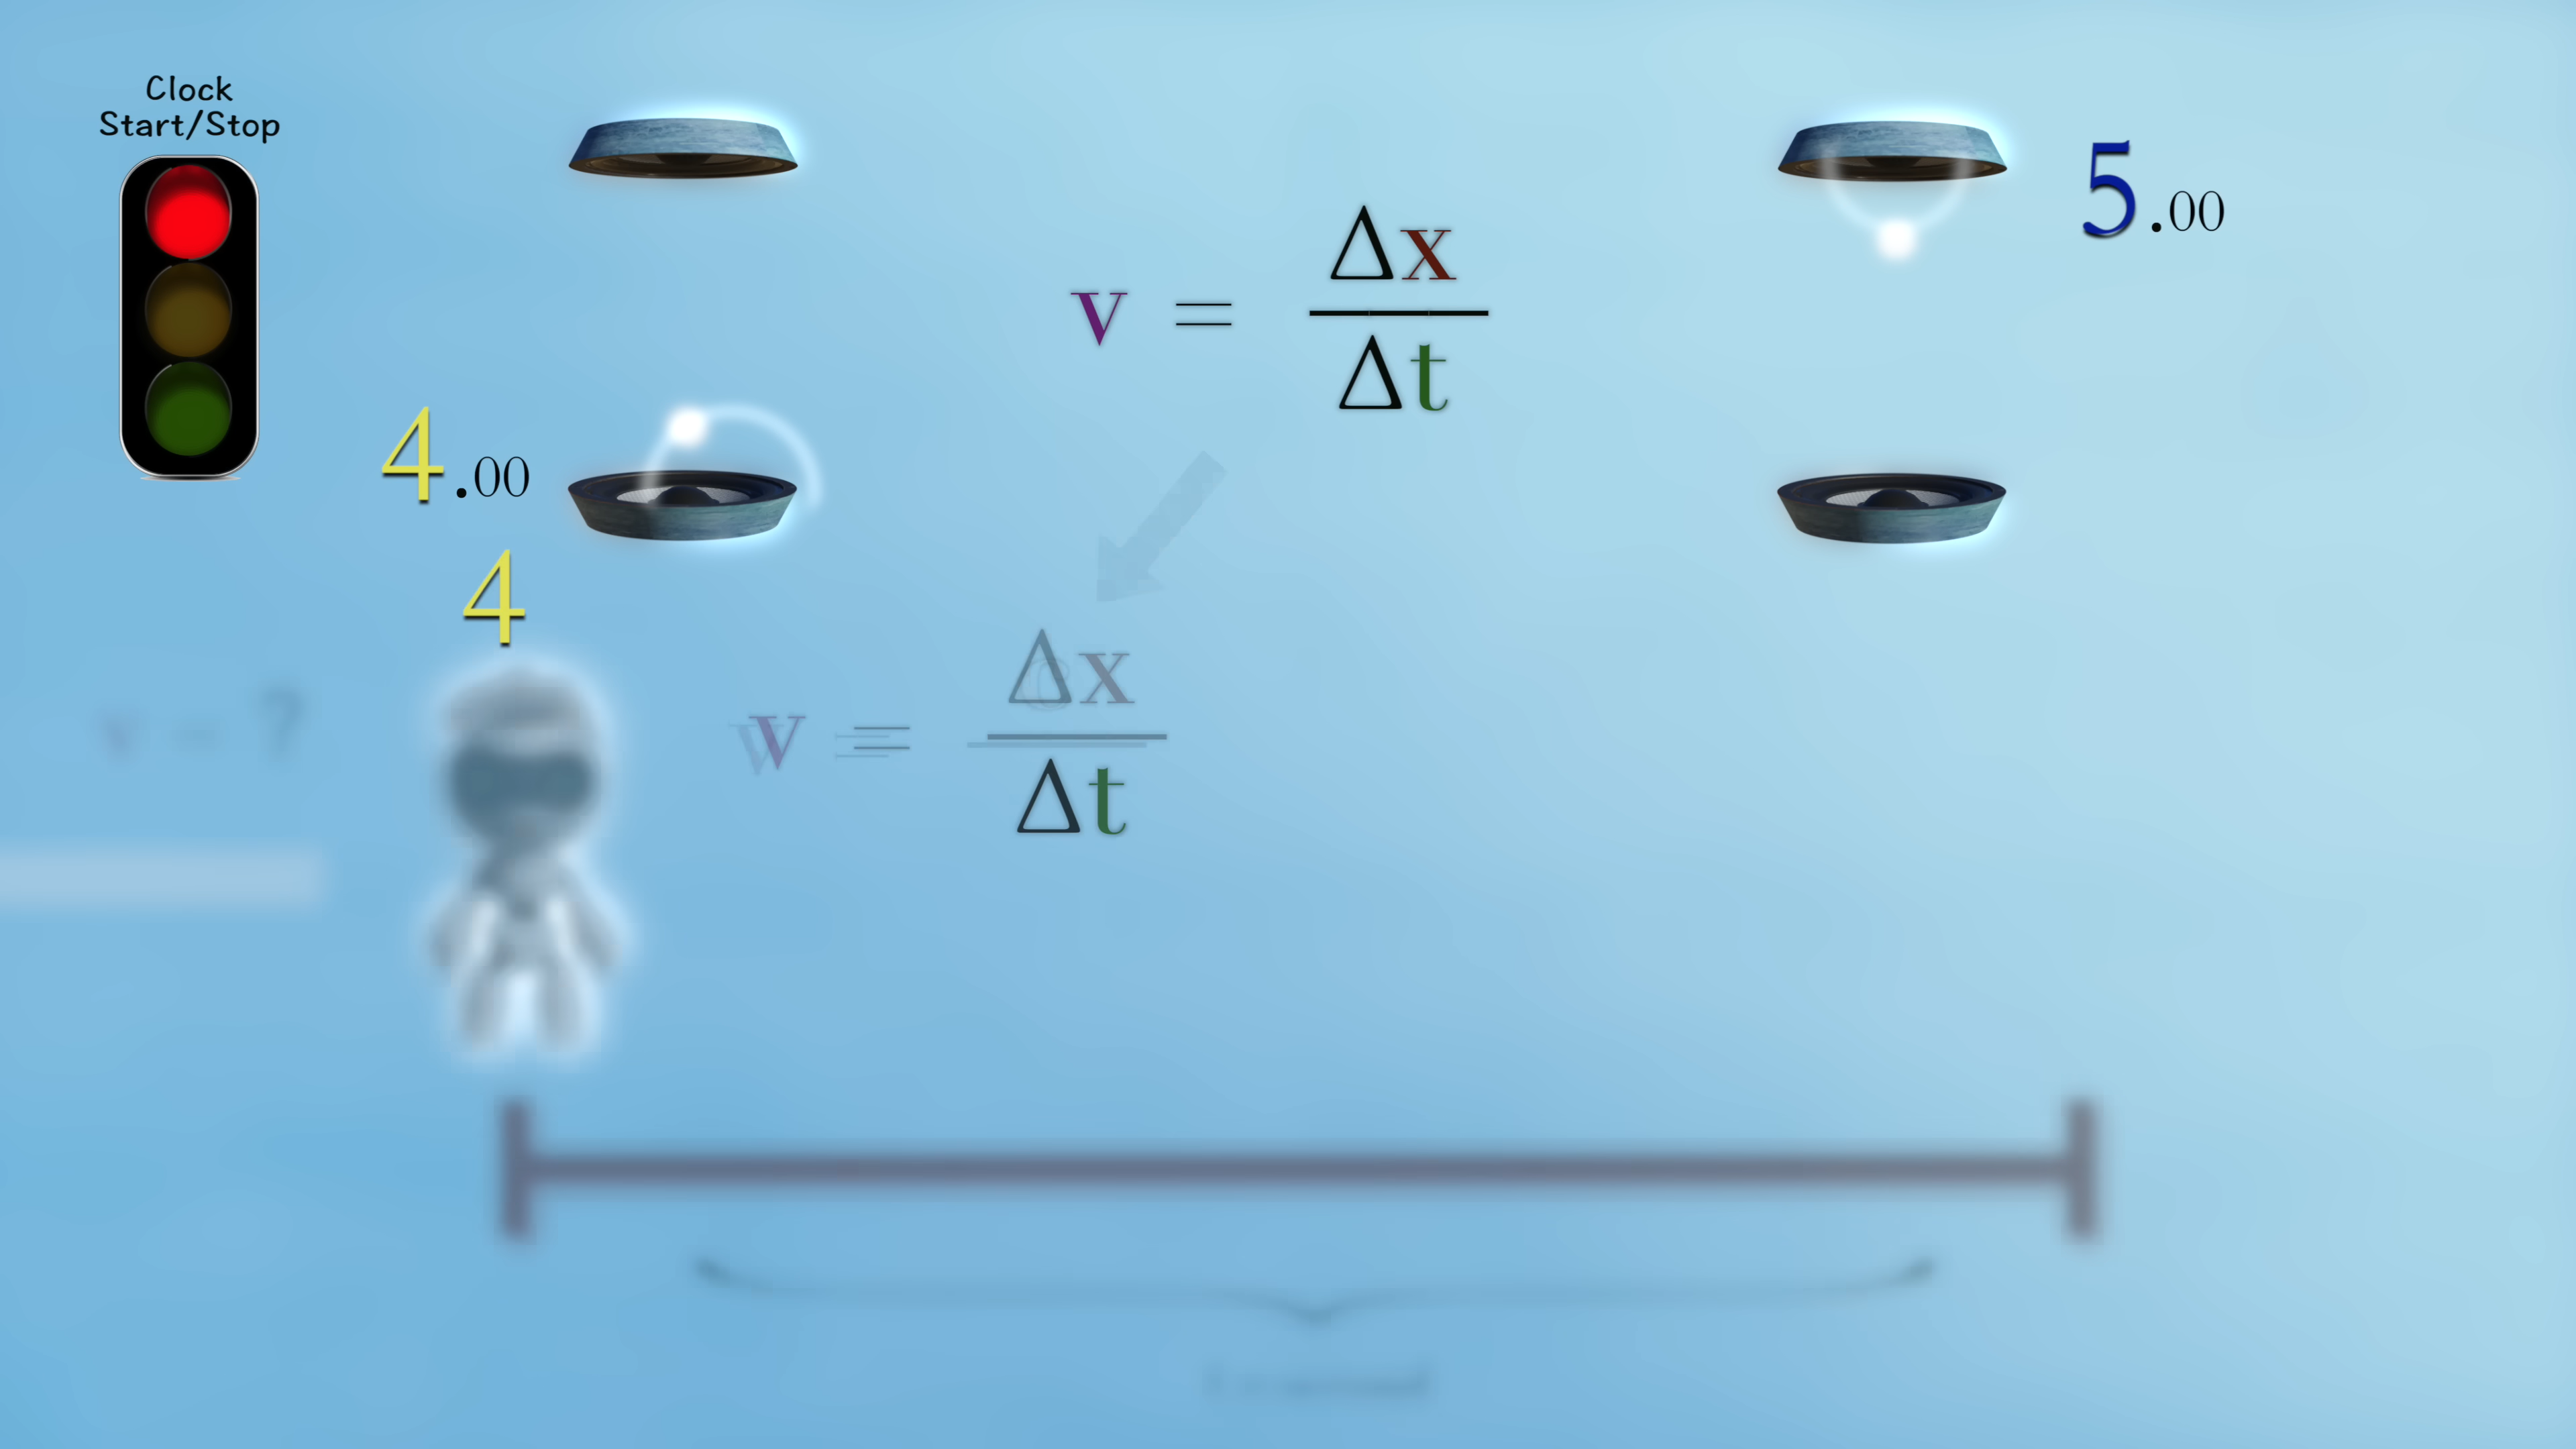 Clock
Start/Stop
5.00
v = Δx/Δt
4.00
4
v = Δx/Δt
v = ?